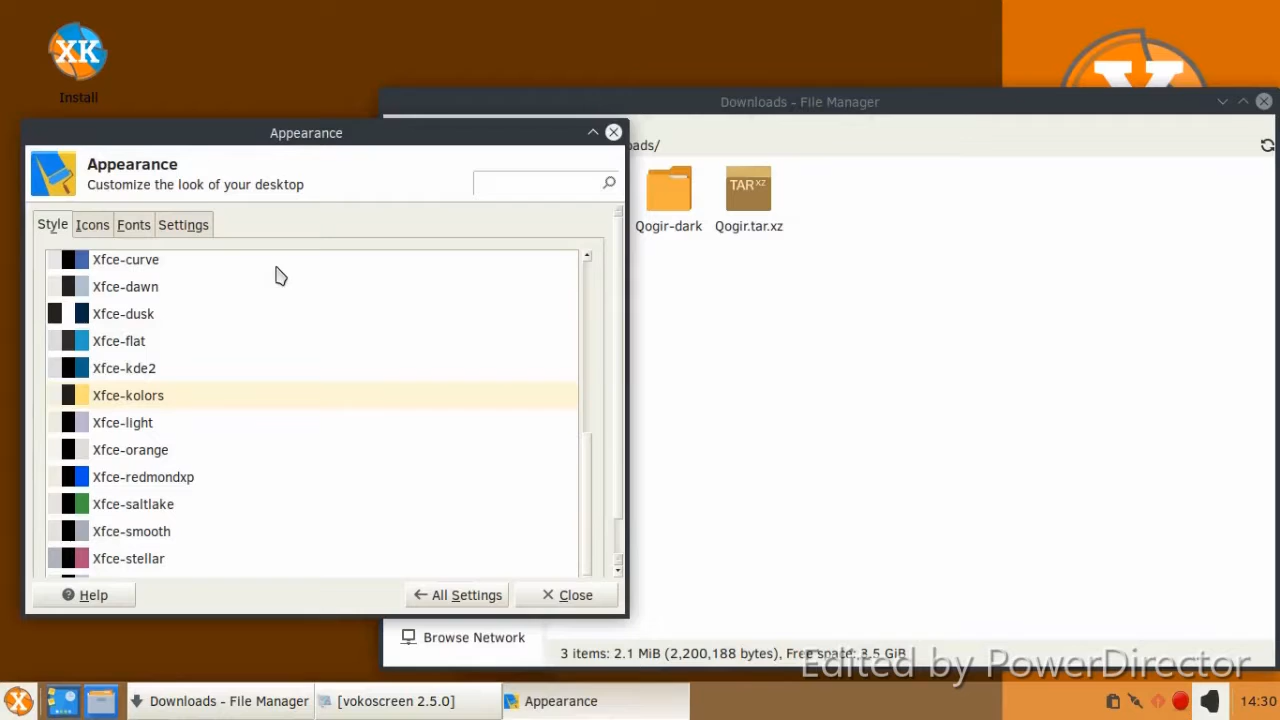 XK
Install
Downloads - File Manager
Appearance
Appearance
Customize the look of your desktop
Style Icons Fonts Settings
Xfce-curve
Xfce-dawn
Xfce-dusk
Xfce-flat
Xfce-kde2
Xfce-kolors
Xfce-light
Xfce-orange
Xfce-redmondxp
Xfce-saltlake
Xfce-smooth
Xfce-stellar
Help
All Settings
Close
ads/
TAR XZ
Qogir-dark
Qogir.tar.xz
Browse Network
3 items: 2.1 MiB (2,200,188 bytes), Free space: 3.5 GiB
Edited by PowerDirector
Downloads - File Manager
[vokoscreen 2.5.0]
Appearance
14:30